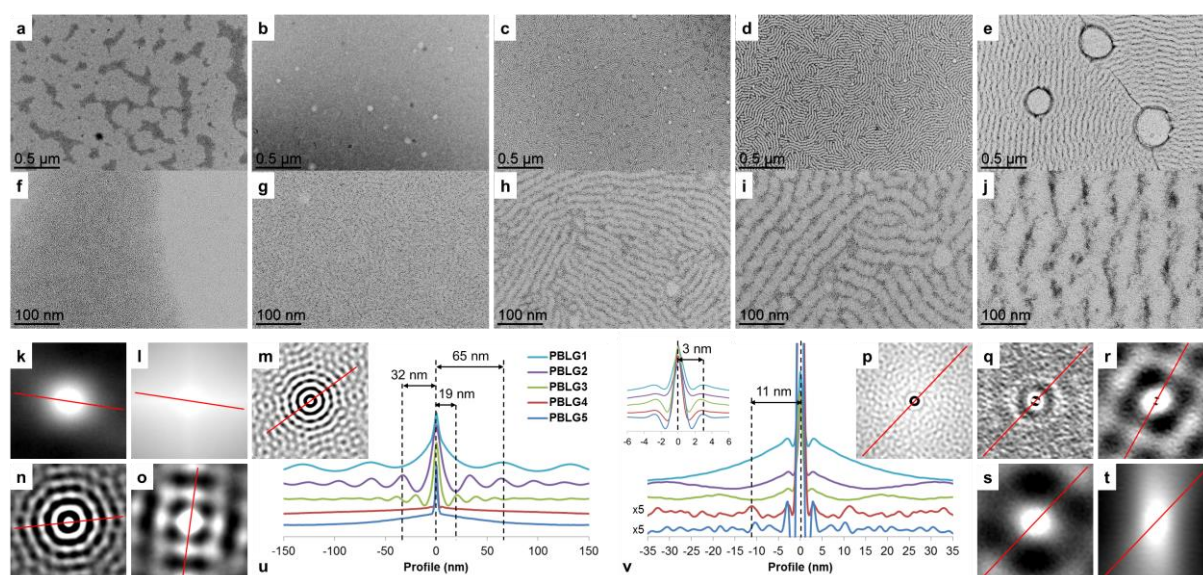 a b c d e
0.5 µm 0.5 µm 0.5 µm 0.5 µm 0.5 µm
f g h i j
100 nm 100 nm 100 nm 100 nm 100 nm
k l m n o
65 nm
32 nm
19 nm
PBLG1
PBLG2
PBLG3
PBLG4
PBLG5
-150 -100 -50 0 50 100 150
u Profile (nm)
3 nm
-6 -4 -2 0 2 4 6
11 nm
x5
x5
-35 -30 -25 -20 -15 -10 -5 0 5 10 15 20 25 30 35
v Profile (nm)
p q r
s t